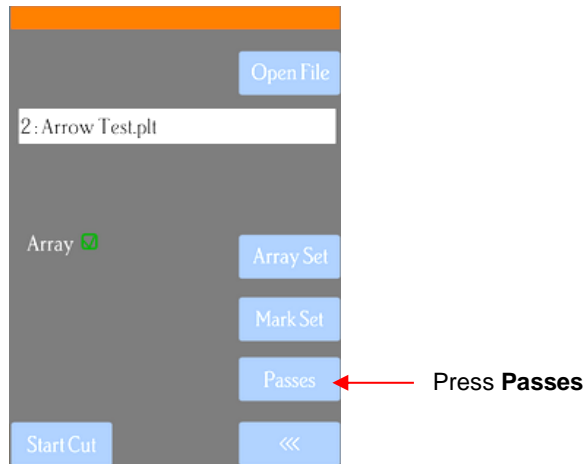 Open File
2 : Arrow Test.plt
Array
Array Set
Mark Set
Passes
Press Passes
Start Cut
<<<